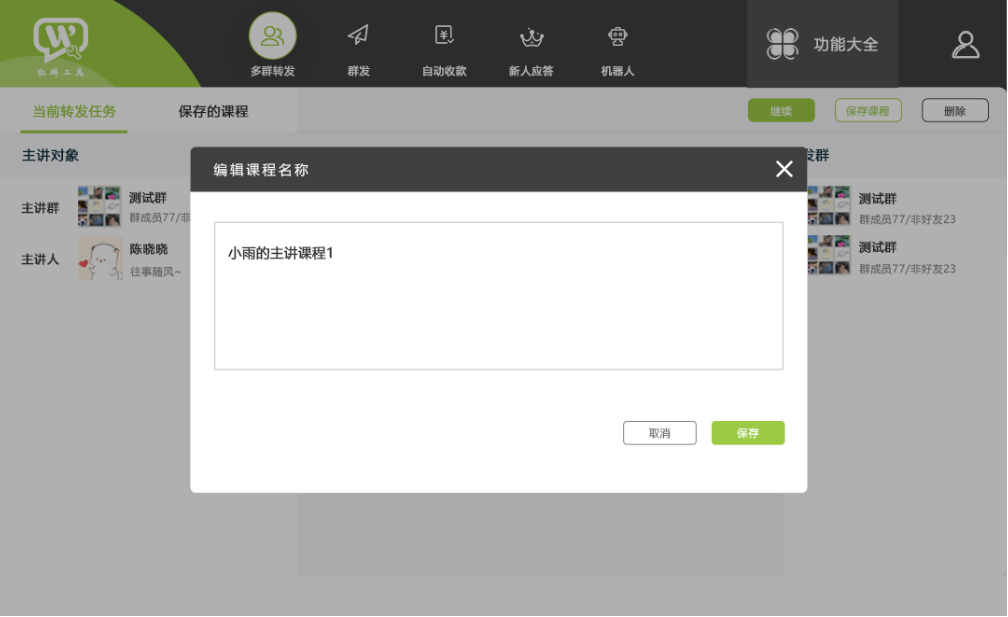 W
多群转发
群发
自动收款
新人应答
机器人
功能大全
当前转发任务
保存的课程
继续
保存课程
删除
主讲对象
发群
编辑课程名称
主讲群
测试群
群成员77/非
主讲人
陈晓晓
往事随风~
小雨的主讲课程1
测试群
群成员77/非好友23
测试群
群成员77/非好友23
取消
保存